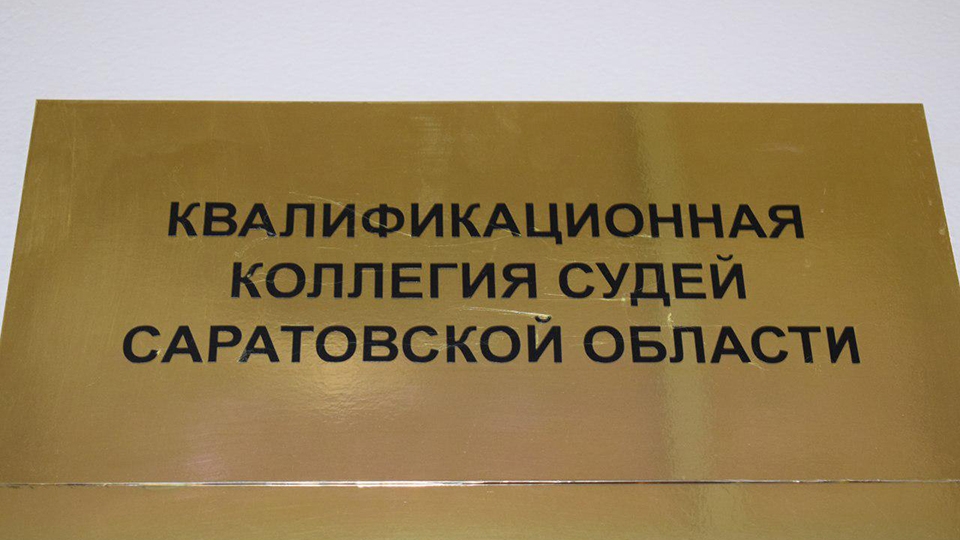 КВАЛИФИКАЦИОННАЯ
КОЛЛЕГИЯ СУДЕЙ
САРАТОВСКОЙ ОБЛАСТИ